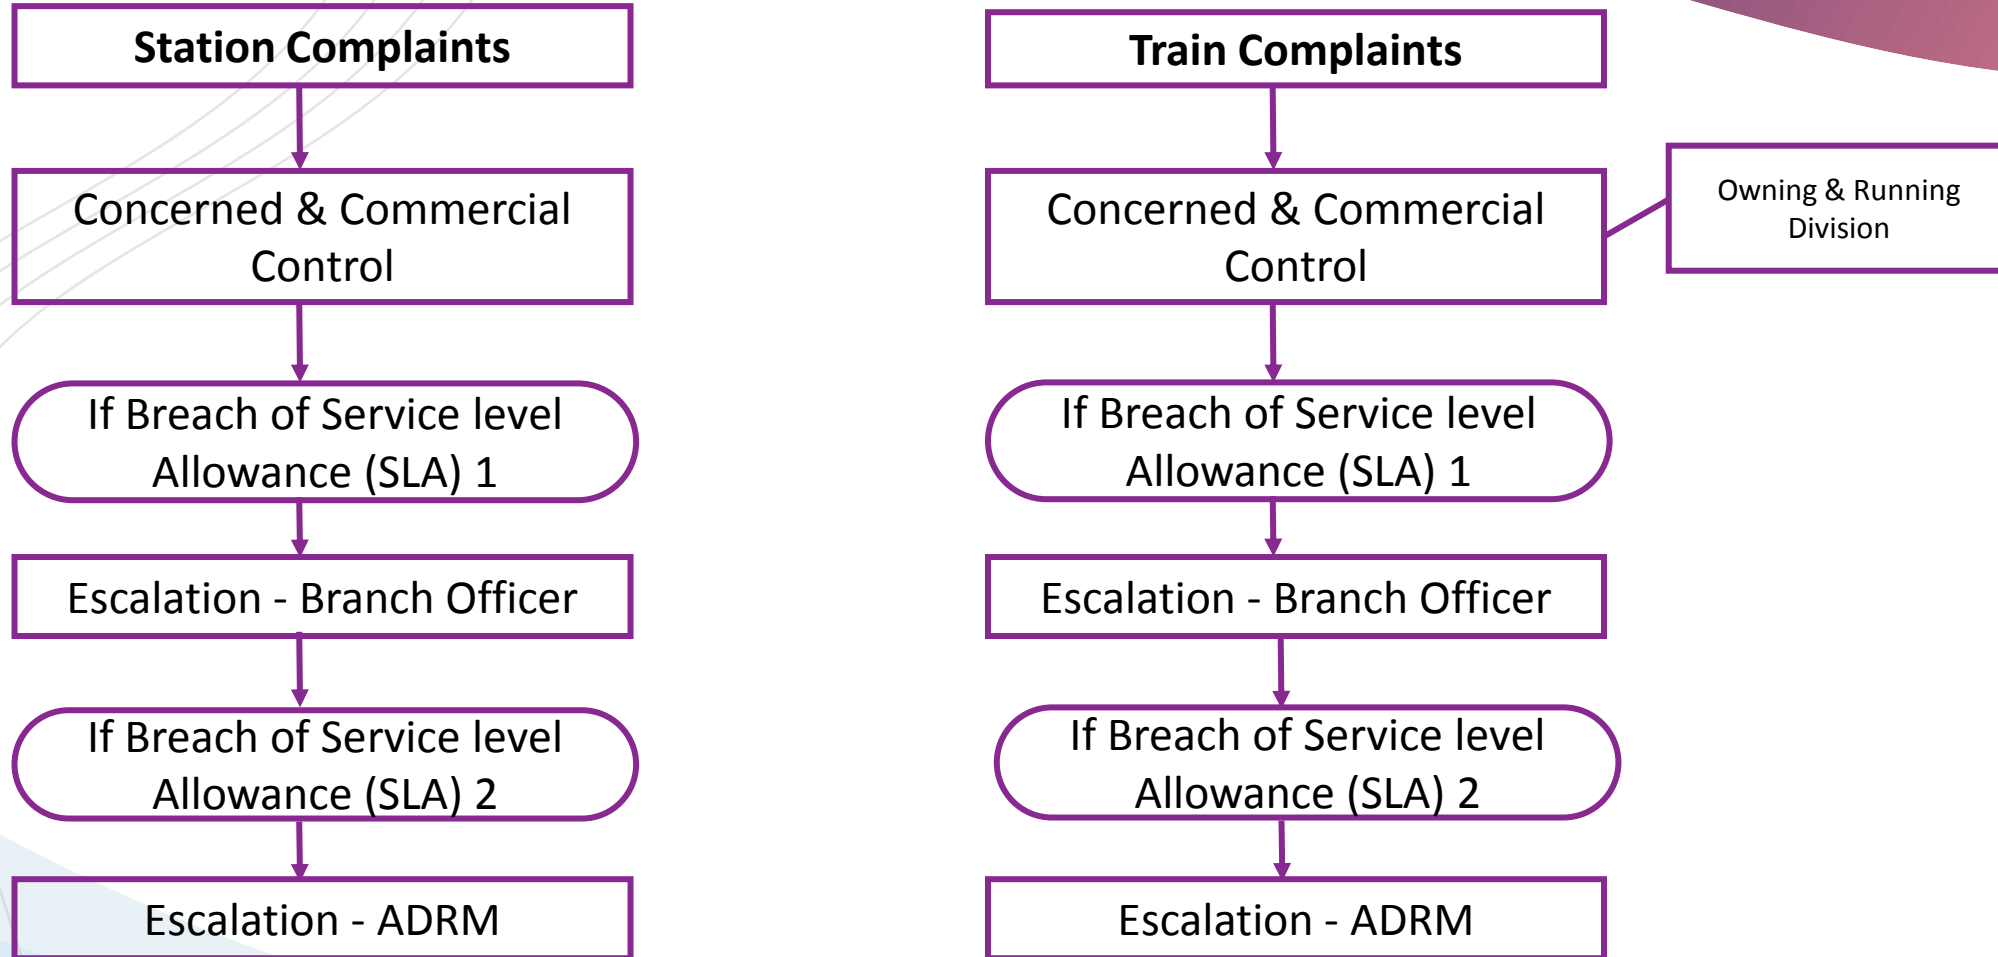 Station Complaints
Concerned & Commercial
Control
If Breach of Service level
Allowance (SLA) 1
Escalation - Branch Officer
If Breach of Service level
Allowance (SLA) 2
Escalation - ADRM
Train Complaints
Concerned & Commercial
Control
Owning & Running
Division
If Breach of Service level
Allowance (SLA) 1
Escalation - Branch Officer
If Breach of Service level
Allowance (SLA) 2
Escalation - ADRM